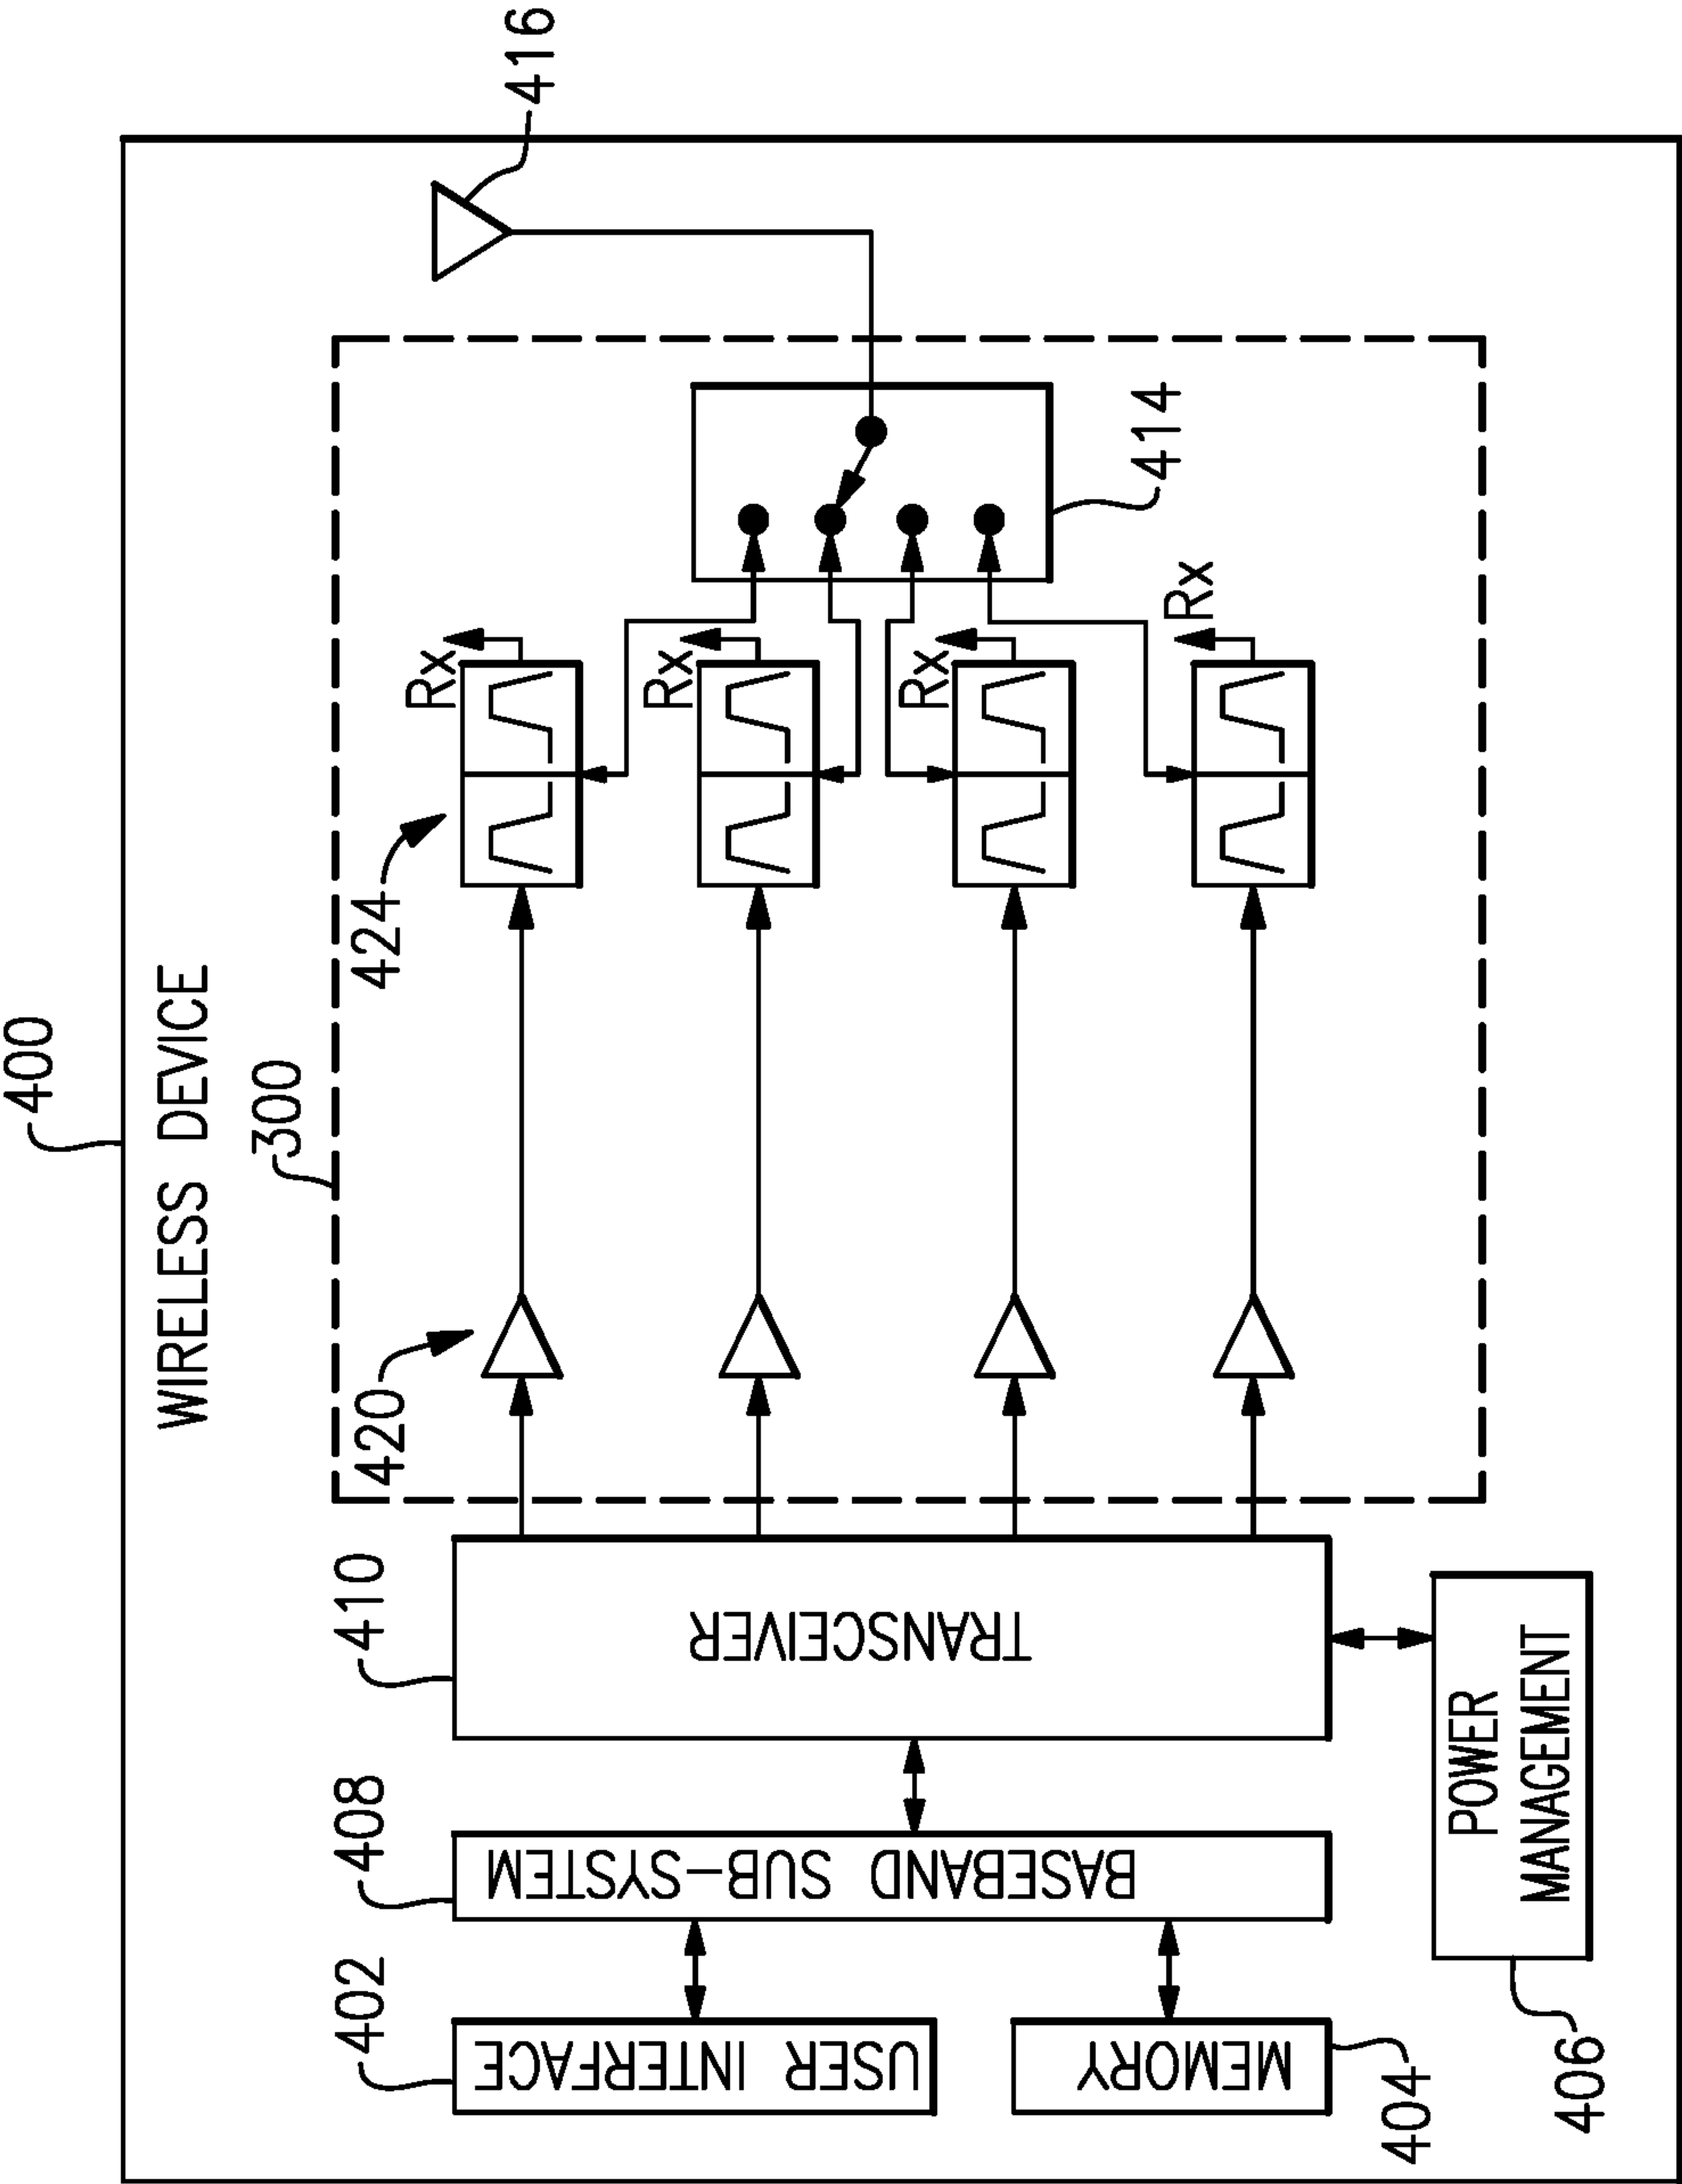 400
WIRELESS DEVICE
300
402
408
410
420
424
416
USER INTERFACE
BASEBAND SUB-SYSTEM
TRANSCEIVER
Rx
Rx
Rx
Rx
MEMORY
404
POWER
MANAGEMENT
406
414